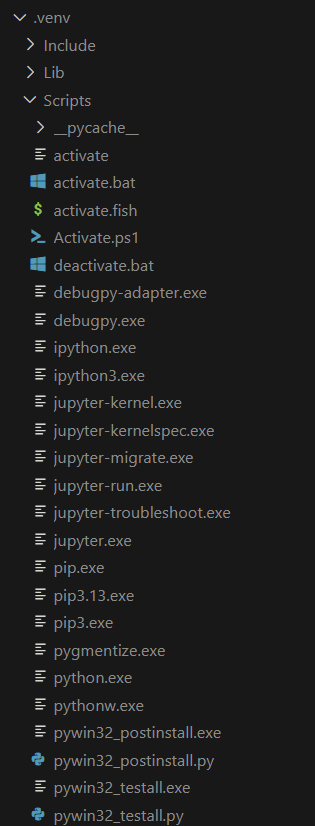 .venv
Include
Lib
Scripts
__pycache__
activate
activate.bat
activate.fish
Activate.ps1
deactivate.bat
debugpy-adapter.exe
debugpy.exe
ipython.exe
ipython3.exe
jupyter-kernel.exe
jupyter-kernelspec.exe
jupyter-migrate.exe
jupyter-run.exe
jupyter-troubleshoot.exe
jupyter.exe
pip.exe
pip3.13.exe
pip3.exe
pygmentize.exe
python.exe
pythonw.exe
pywin32_postinstall.exe
pywin32_postinstall.py
pywin32_testall.exe
pywin32_testall.py